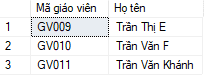 Mã giáo viên Họ tên
1 GV009 Trần Thị E
2 GV010 Trần Văn F
3 GV011 Trần Văn Khánh